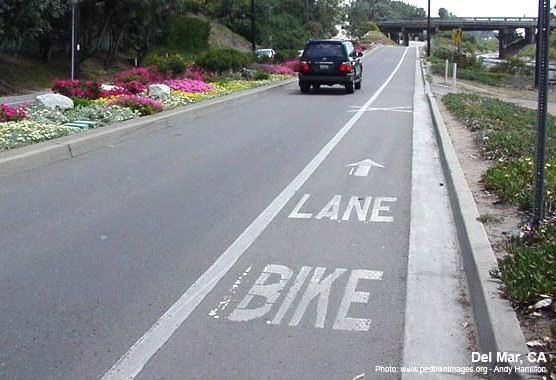 LANE
BIKE
Del Mar, CA
Photo: www.pedbikeimages.org - Andy Hamilton